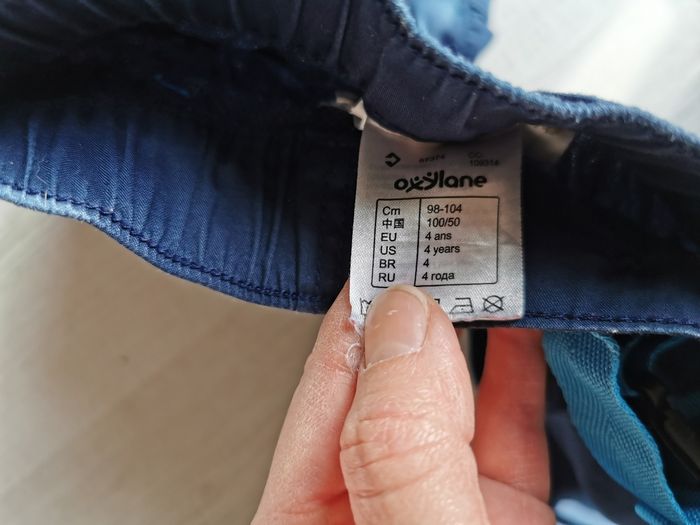 oxylane
Cm 98-104
中国 100/50
EU 4 ans
US 4 years
BR 4
RU 4 года